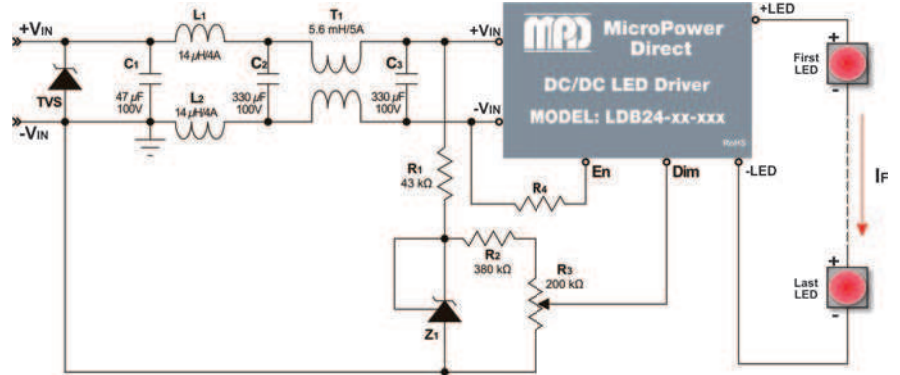 +VIN
L1
14 µH/4A
T1
5.6 mH/5A
+VIN
MPD
MicroPower
Direct
DC/DC LED Driver
MODEL: LDB24-xx-xxx
RoHS
+LED
+
First
LED
-
TVS
C1
47 µF
100V
C2
330 µF
100V
C3
330 µF
100V
L2
14 µH/4A
-VIN
-VIN
En
Dim
-LED
IF
R1
43 kΩ
R4
R2
380 kΩ
R3
200 kΩ
Z1
+
Last
LED
-